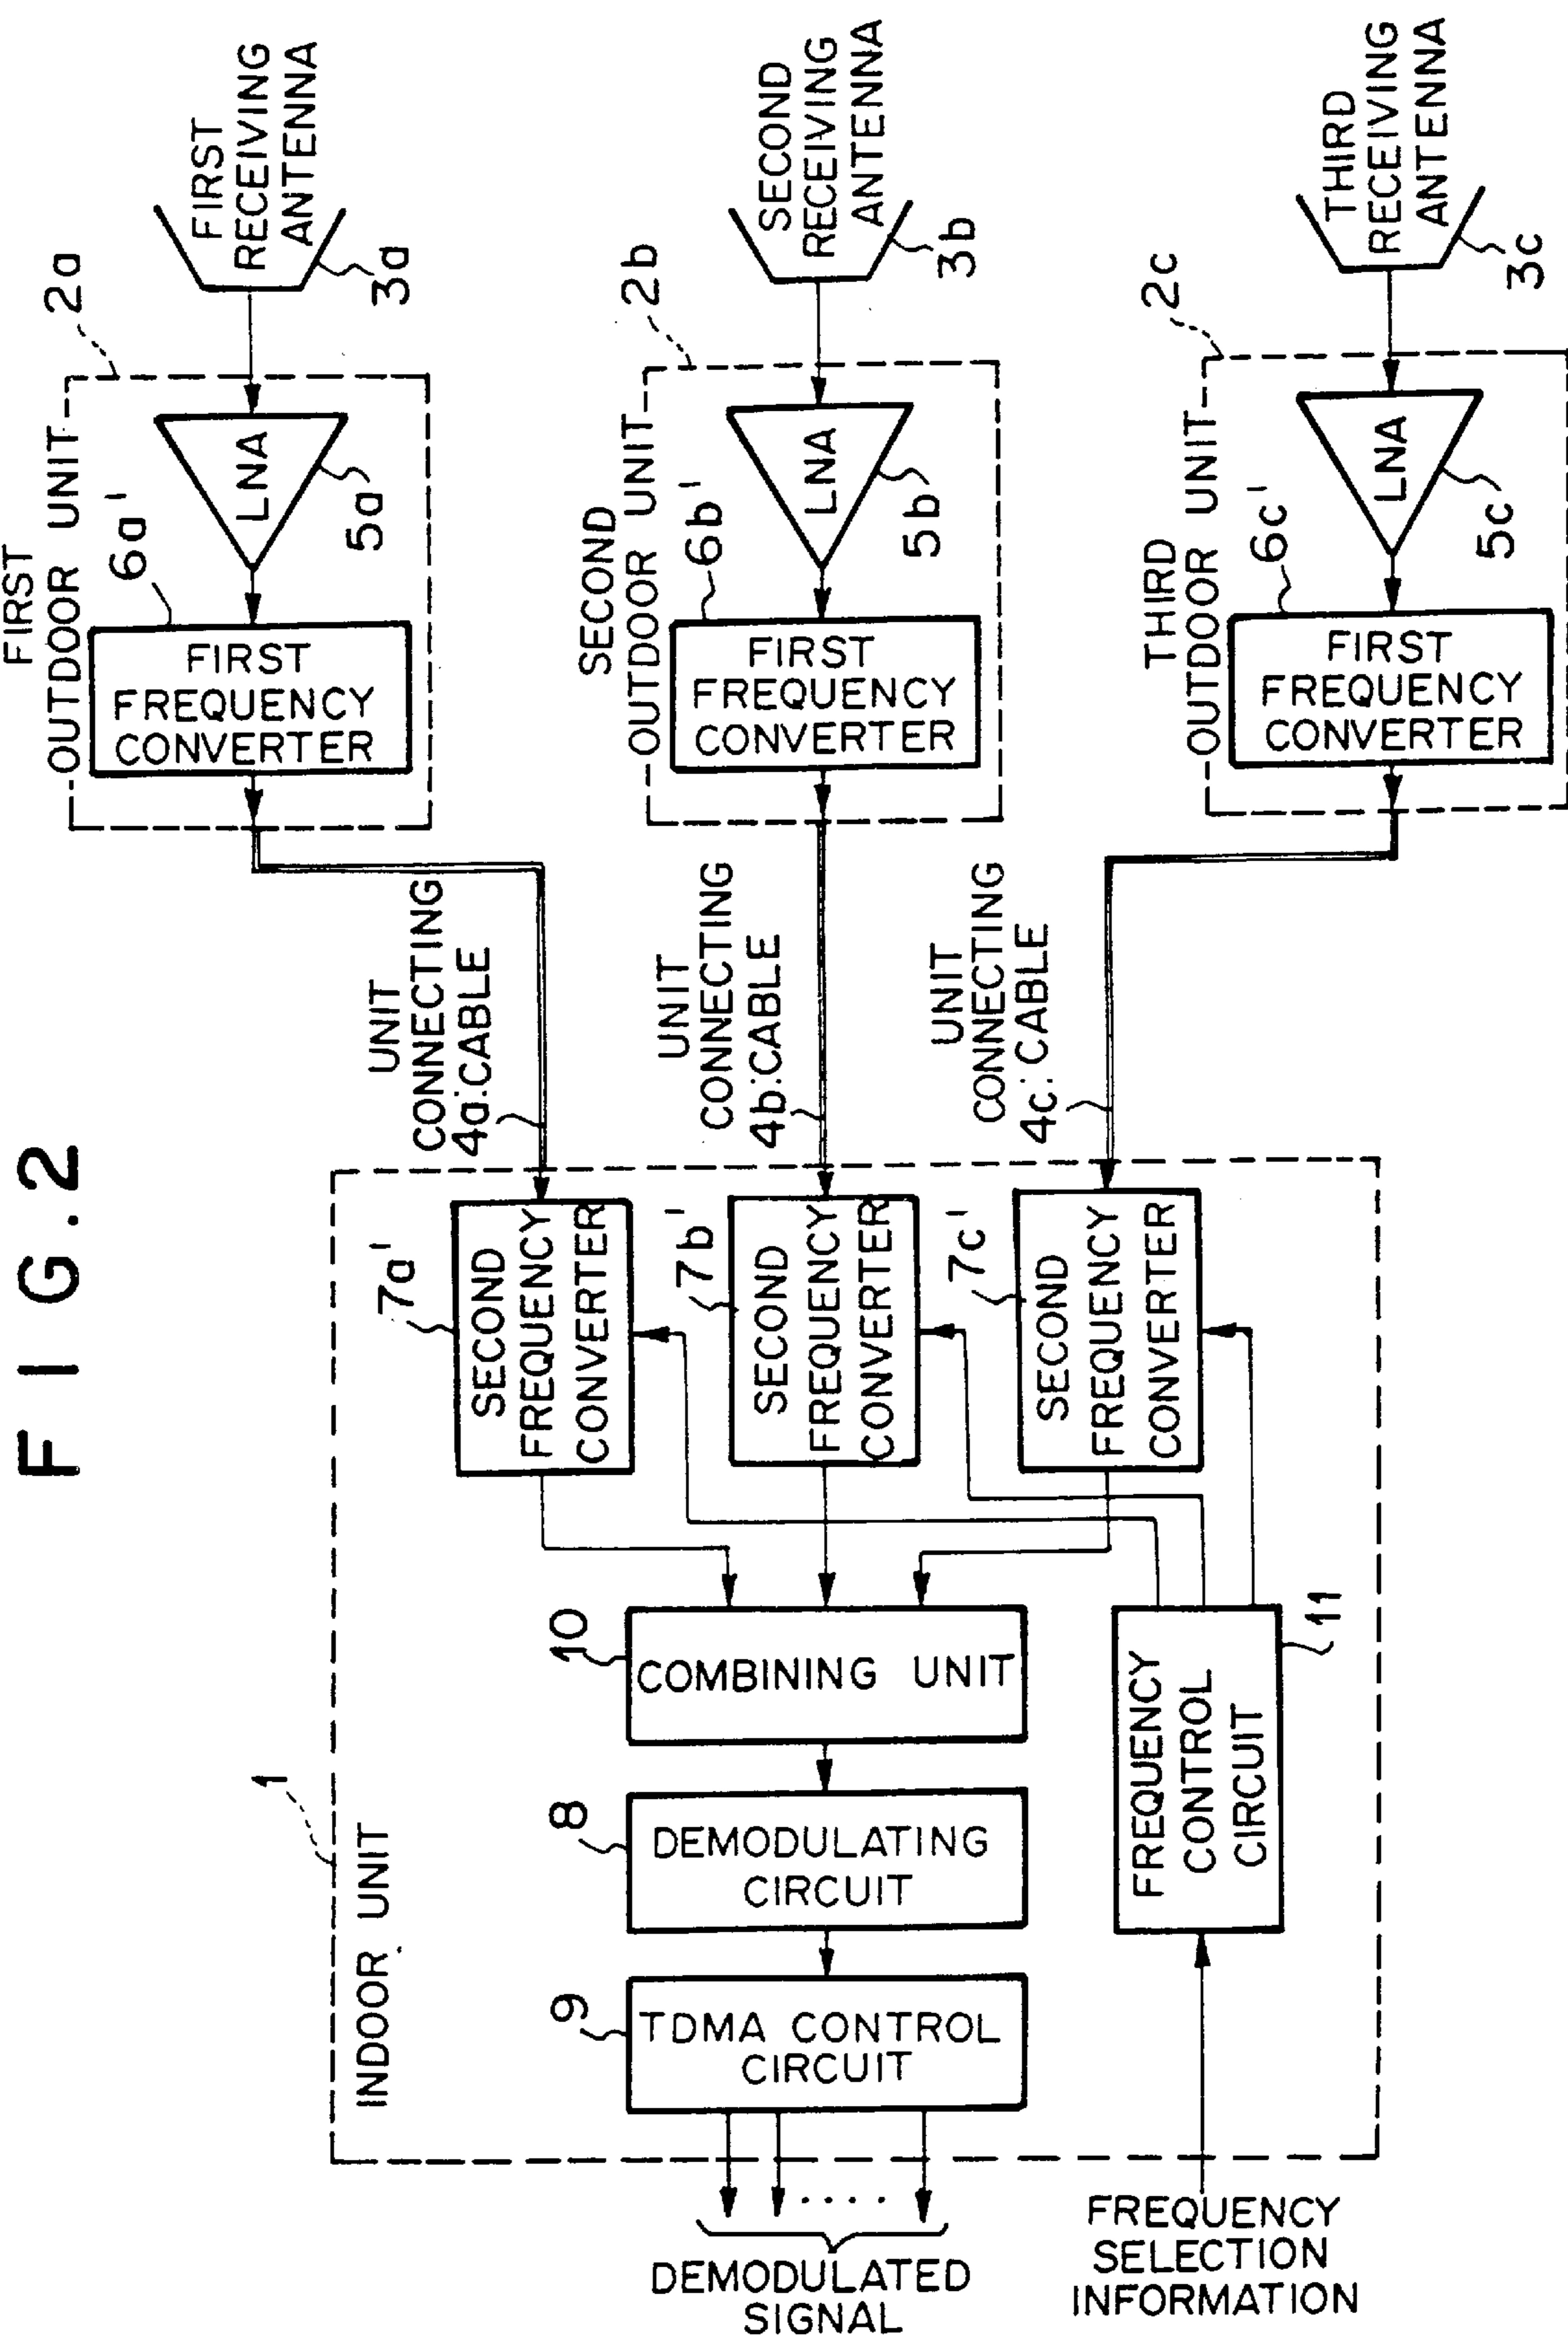 FIG.2
FIRST
OUTDOOR UNIT
2a
6a'
FIRST
FREQUENCY
CONVERTER
LNA
5a
FIRST
RECEIVING
ANTENNA
3a
SECOND
OUTDOOR UNIT
2b
6b'
FIRST
FREQUENCY
CONVERTER
LNA
5b
SECOND
RECEIVING
ANTENNA
3b
THIRD
OUTDOOR UNIT
2c
6c'
FIRST
FREQUENCY
CONVERTER
LNA
5c
THIRD
RECEIVING
ANTENNA
3c
UNIT
CONNECTING
4a:CABLE
UNIT
CONNECTING
4b:CABLE
UNIT
CONNECTING
4c:CABLE
1
INDOOR UNIT
7a'
SECOND
FREQUENCY
CONVERTER
7b'
SECOND
FREQUENCY
CONVERTER
7c'
SECOND
FREQUENCY
CONVERTER
10
COMBINING UNIT
8
DEMODULATING
CIRCUIT
9
TDMA CONTROL
CIRCUIT
11
FREQUENCY
CONTROL
CIRCUIT
DEMODULATED
SIGNAL
FREQUENCY
SELECTION
INFORMATION